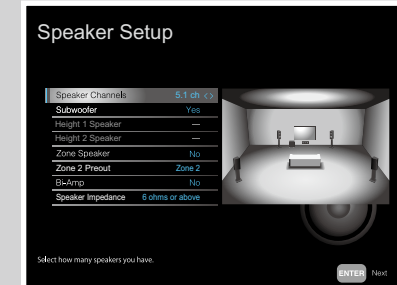 Speaker Setup
Speaker Channels 5.1 ch <>
Subwoofer Yes
Height 1 Speaker —
Height 2 Speaker —
Zone Speaker No
Zone 2 Preout Zone 2
Bi-Amp No
Speaker Impedance 6 ohms or above
Select how many speakers you have.
ENTER Next